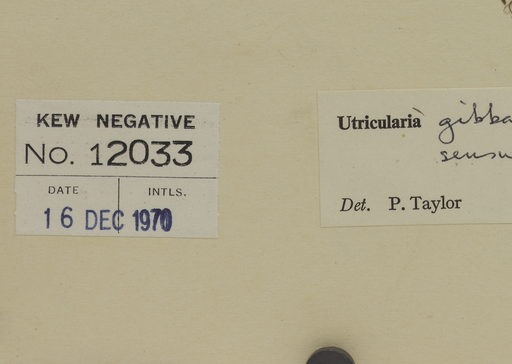 KEW NEGATIVE
No. 12033
DATE INTLS.
16 DEC 1970
Utricularia gibba
sensu
Det. P. Taylor